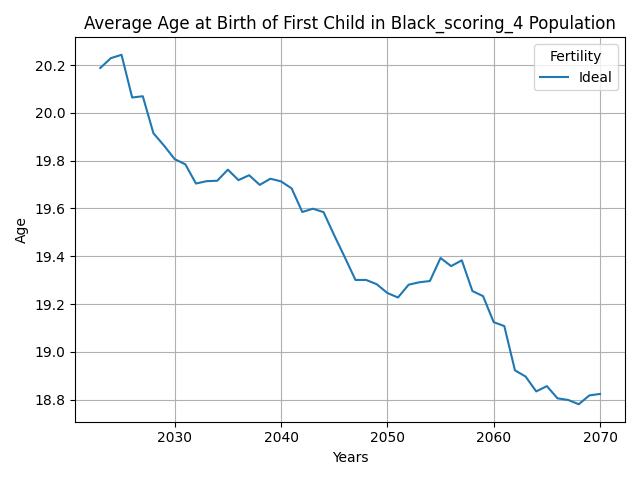 Average Age at Birth of First Child in Black_scoring_4 Population
Fertility
Ideal
Age
20.2
20.0
19.8
19.6
19.4
19.2
19.0
18.8
2030 2040 2050 2060 2070
Years